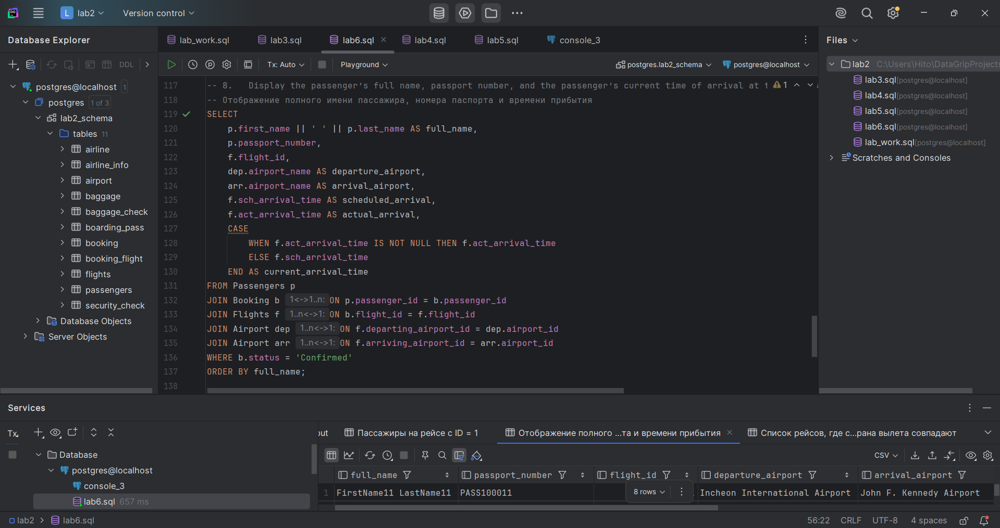 L lab2 Version control
Database Explorer
lab_work.sql lab3.sql lab6.sql lab4.sql lab5.sql console_3
Files
DDL
Tx: Auto Playground postgres.lab2_schema postgres@localhost
lab2 C:\Users\Hito\DataGripProjects
lab3.sql [postgres@localhost]
lab4.sql [postgres@localhost]
lab5.sql [postgres@localhost]
lab6.sql [postgres@localhost]
lab_work.sql [postgres@localhost]
Scratches and Consoles
postgres@localhost 1
postgres 1 of 3
lab2_schema
tables 11
airline
airline_info
airport
baggage
baggage_check
boarding_pass
booking
booking_flight
flights
passengers
security_check
Database Objects
Server Objects
117 -- 8. Display the passenger's full name, passport number, and the passenger's current time of arrival at t 1
118 -- Отображение полного имени пассажира, номера паспорта и времени прибытия
119 SELECT
120 p.first_name || ' ' || p.last_name AS full_name,
121 p.passport_number,
122 f.flight_id,
123 dep.airport_name AS departure_airport,
124 arr.airport_name AS arrival_airport,
125 f.sch_arrival_time AS scheduled_arrival,
126 f.act_arrival_time AS actual_arrival,
127 CASE
128 WHEN f.act_arrival_time IS NOT NULL THEN f.act_arrival_time
129 ELSE f.sch_arrival_time
130 END AS current_arrival_time
131 FROM Passengers p
132 JOIN Booking b 1<->1..n: ON p.passenger_id = b.passenger_id
133 JOIN Flights f 1..n<->1: ON b.flight_id = f.flight_id
134 JOIN Airport dep 1..n<->1: ON f.departing_airport_id = dep.airport_id
135 JOIN Airport arr 1..n<->1: ON f.arriving_airport_id = arr.airport_id
136 WHERE b.status = 'Confirmed'
137 ORDER BY full_name;
138
Services
Tx
Database
postgres@localhost
console_3
lab6.sql 657 ms
out Пассажиры на рейсе с ID = 1 Отображение полного ...та и времени прибытия Список рейсов, где с...рана вылета совпадают
CSV
full_name passport_number flight_id departure_airport arrival_airport
1 FirstName11 LastName11 PASS100011 Incheon International Airport John F. Kennedy Airport
8 rows
lab2 > lab6.sql
56:22 CRLF UTF-8 4 spaces